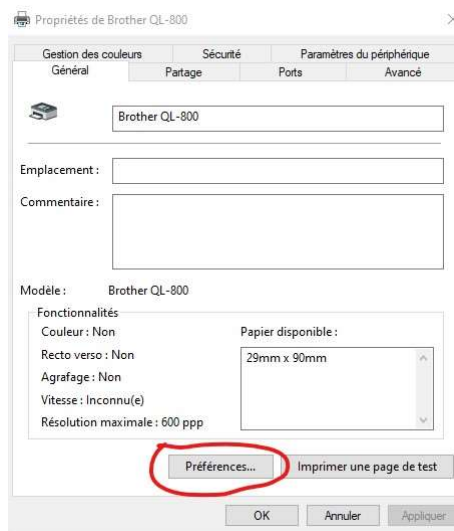 Propriétés de Brother QL-800
Gestion des couleurs Sécurité Paramètres du périphérique
Général Partage Ports Avancé
Brother QL-800
Emplacement :
Commentaire :
Modèle : Brother QL-800
Fonctionnalités
Couleur : Non Papier disponible :
Recto verso : Non 29mm x 90mm
Agrafage : Non
Vitesse : Inconnu(e)
Résolution maximale : 600 ppp
Préférences... Imprimer une page de test
OK Annuler Appliquer